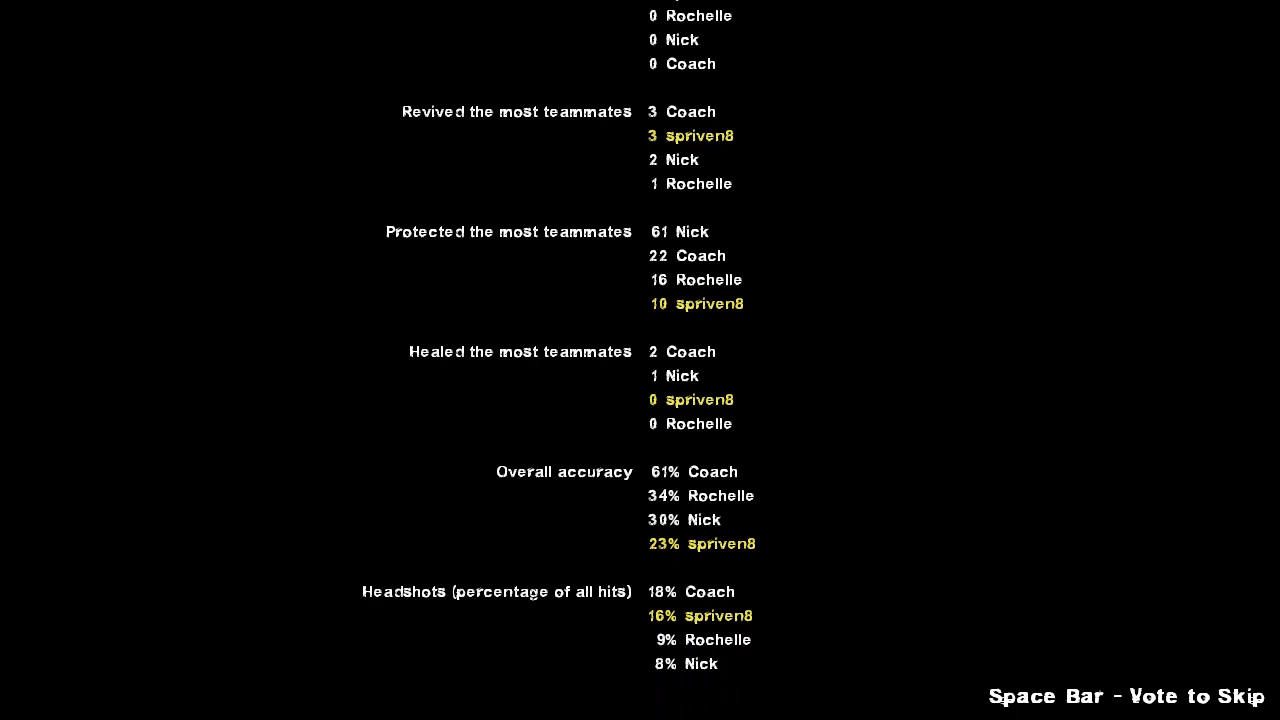 0 Rochelle
0 Nick
0 Coach
Revived the most teammates 3 Coach
3 spriven8
2 Nick
1 Rochelle
Protected the most teammates 61 Nick
22 Coach
16 Rochelle
10 spriven8
Healed the most teammates 2 Coach
1 Nick
0 spriven8
0 Rochelle
Overall accuracy 61% Coach
34% Rochelle
30% Nick
23% spriven8
Headshots (percentage of all hits) 18% Coach
16% spriven8
9% Rochelle
8% Nick
Space Bar - Vote to Skip